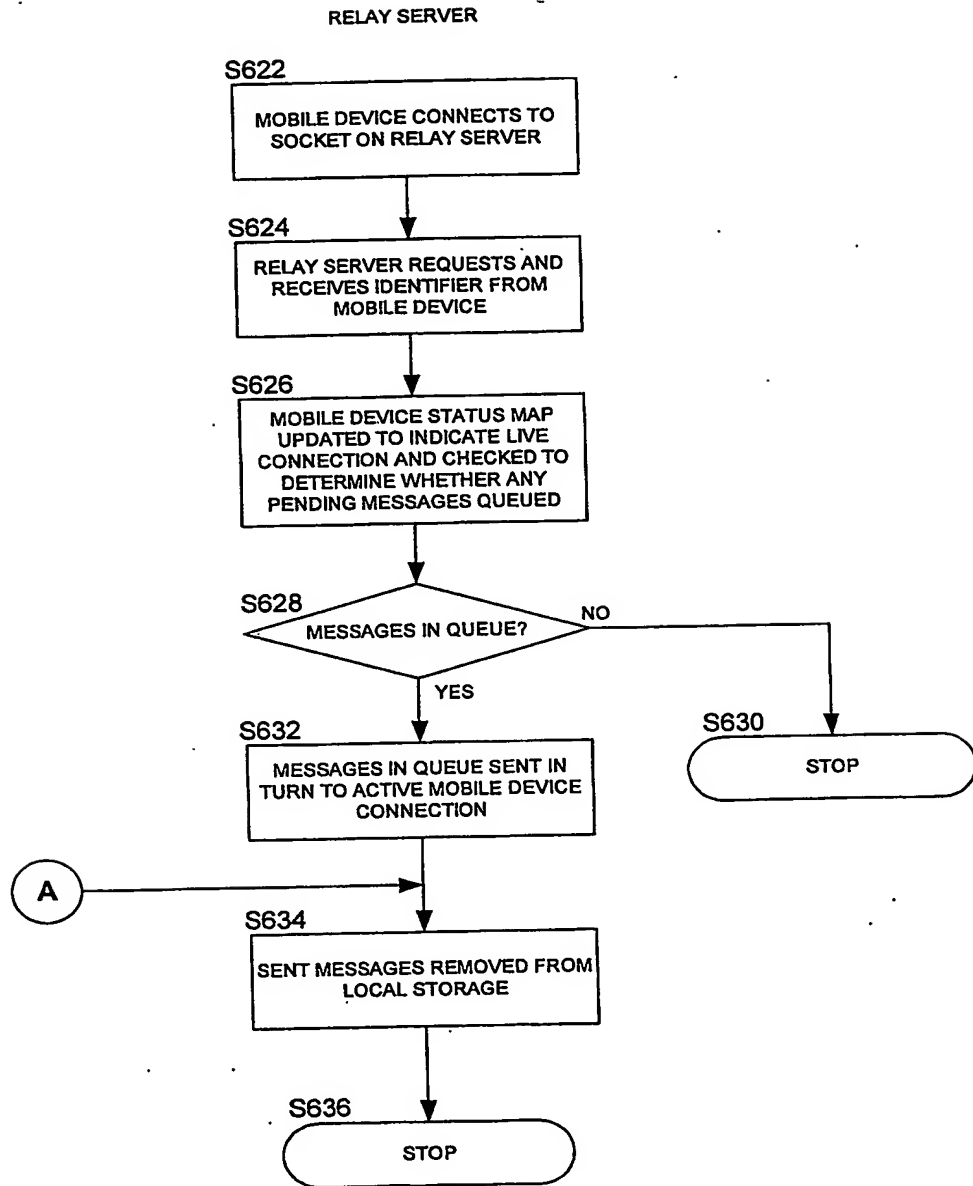 RELAY SERVER
S622
MOBILE DEVICE CONNECTS TO
SOCKET ON RELAY SERVER
S624
RELAY SERVER REQUESTS AND
RECEIVES IDENTIFIER FROM
MOBILE DEVICE
S626
MOBILE DEVICE STATUS MAP
UPDATED TO INDICATE LIVE
CONNECTION AND CHECKED TO
DETERMINE WHETHER ANY
PENDING MESSAGES QUEUED
S628
MESSAGES IN QUEUE?
NO
YES
S630
STOP
S632
MESSAGES IN QUEUE SENT IN
TURN TO ACTIVE MOBILE DEVICE
CONNECTION
A
S634
SENT MESSAGES REMOVED FROM
LOCAL STORAGE
S636
STOP